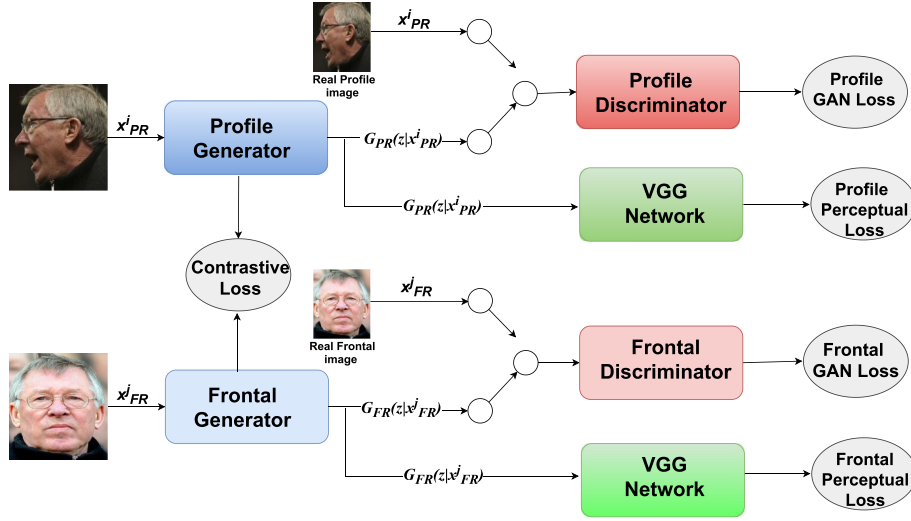 x^i_PR
Real Profile
image
x^i_PR
Profile
Generator
G_PR(z|x^i_PR)
Profile
Discriminator
Profile
GAN Loss
G_PR(z|x^i_PR)
VGG
Network
Profile
Perceptual
Loss
Contrastive
Loss
x^j_FR
Real Frontal
image
x^j_FR
Frontal
Generator
G_FR(z|x^j_FR)
Frontal
Discriminator
Frontal
GAN Loss
G_FR(z|x^j_FR)
VGG
Network
Frontal
Perceptual
Loss